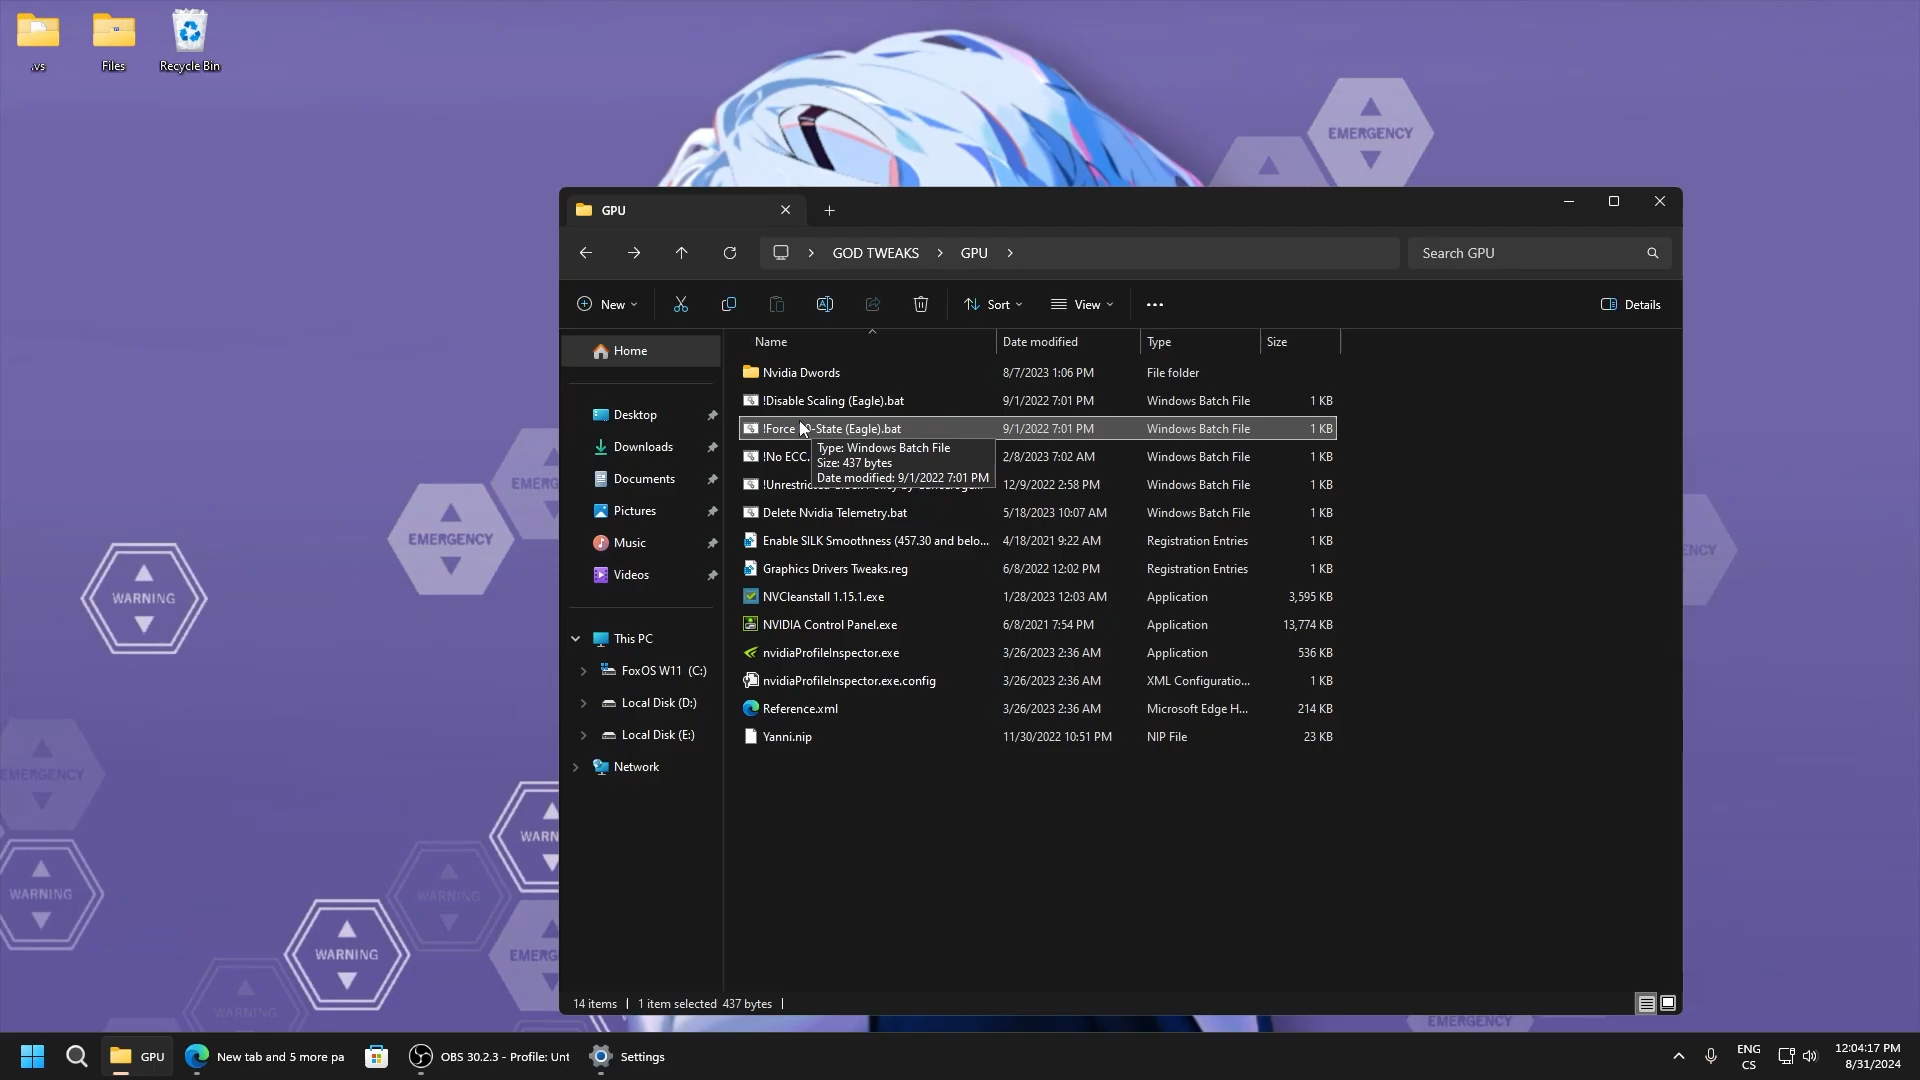 .vs
Files
Recycle Bin
EMERGENCY
GPU
GOD TWEAKS
GPU
Search GPU
New
Sort
View
Details
Home
Name
Date modified
Type
Size
Nvidia Dwords
8/7/2023 1:06 PM
File folder
!Disable Scaling (Eagle).bat
9/1/2022 7:01 PM
Windows Batch File
1 KB
Desktop
!Force
-State (Eagle).bat
9/1/2022 7:01 PM
Windows Batch File
1 KB
Type: Windows Batch File
Size: 437 bytes
Date modified: 9/1/2022 7:01 PM
Downloads
!No ECC.
2/8/2023 7:02 AM
Windows Batch File
1 KB
Documents
12/9/2022 2:58 PM
Windows Batch File
1 KB
Pictures
Delete Nvidia Telemetry.bat
5/18/2023 10:07 AM
Windows Batch File
1 KB
Music
Enable SILK Smoothness (457.30 and belo...
4/18/2021 9:22 AM
Registration Entries
1 KB
Videos
Graphics Drivers Tweaks.reg
6/8/2022 12:02 PM
Registration Entries
1 KB
NVCleanstall 1.15.1.exe
1/28/2023 12:03 AM
Application
3,595 KB
This PC
NVIDIA Control Panel.exe
6/8/2021 7:54 PM
Application
13,774 KB
nvidiaProfileInspector.exe
3/26/2023 2:36 AM
Application
536 KB
FoxOS W11 (C:)
nvidiaProfileInspector.exe.config
3/26/2023 2:36 AM
XML Configuratio...
1 KB
Local Disk (D:)
Reference.xml
3/26/2023 2:36 AM
Microsoft Edge H...
214 KB
Local Disk (E:)
Yanni.nip
11/30/2022 10:51 PM
NIP File
23 KB
Network
14 items
1 item selected 437 bytes
EMERGENCY
WARNING
EMERGENCY
WARNING
WARNING
WARNING
WARNING
EMERGENCY
GPU
New tab and 5 more pa
OBS 30.2.3 - Profile: Unt
Settings
ENG
CS
12:04:17 PM
8/31/2024